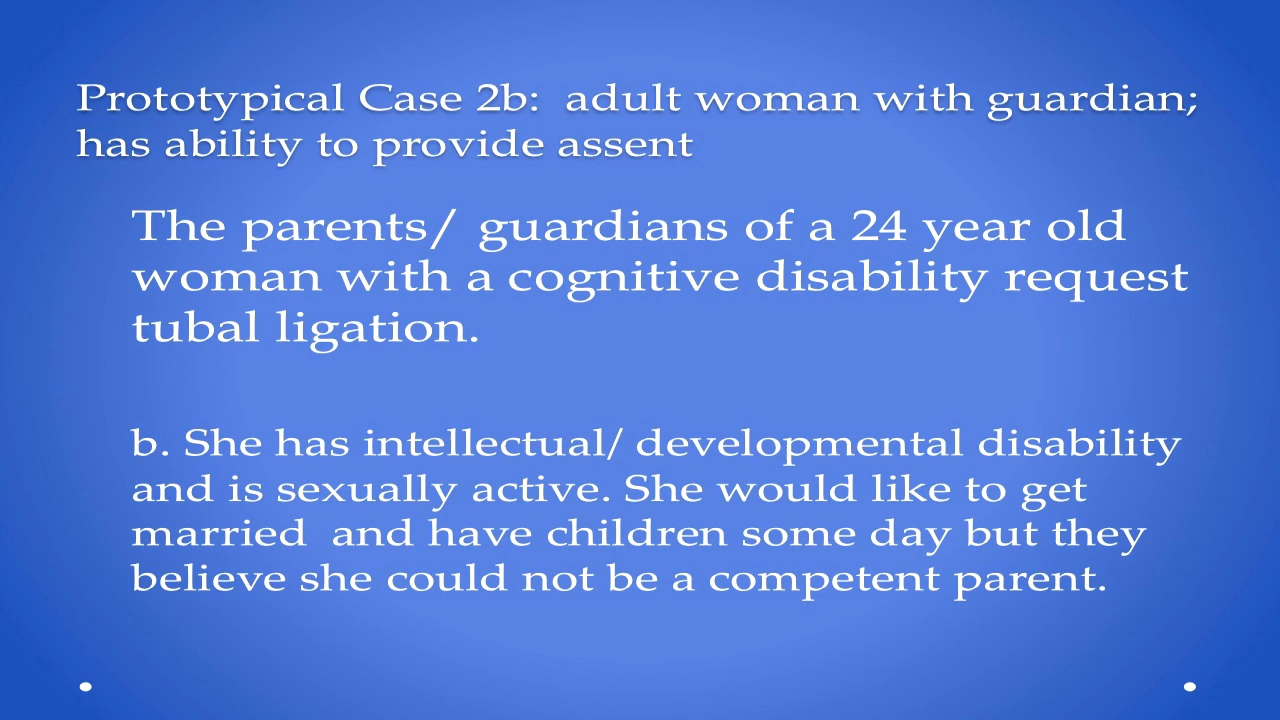 Prototypical Case 2b:  adult woman with guardian;
has ability to provide assent
The parents/ guardians of a 24 year old
woman with a cognitive disability request
tubal ligation.
b. She has intellectual/ developmental disability
and is sexually active. She would like to get
married  and have children some day but they
believe she could not be a competent parent.